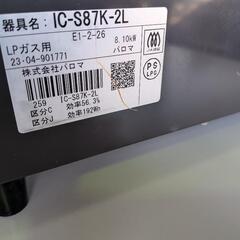 器具名: IC-S87K-2L
E1-2-26 8.10kW
LPガス用 パロマ
23・04-901771
株式会社パロマ
PS
LPG
259 IC-S87K-2L
区分C 効率56.3%
区分J 効率192Wh